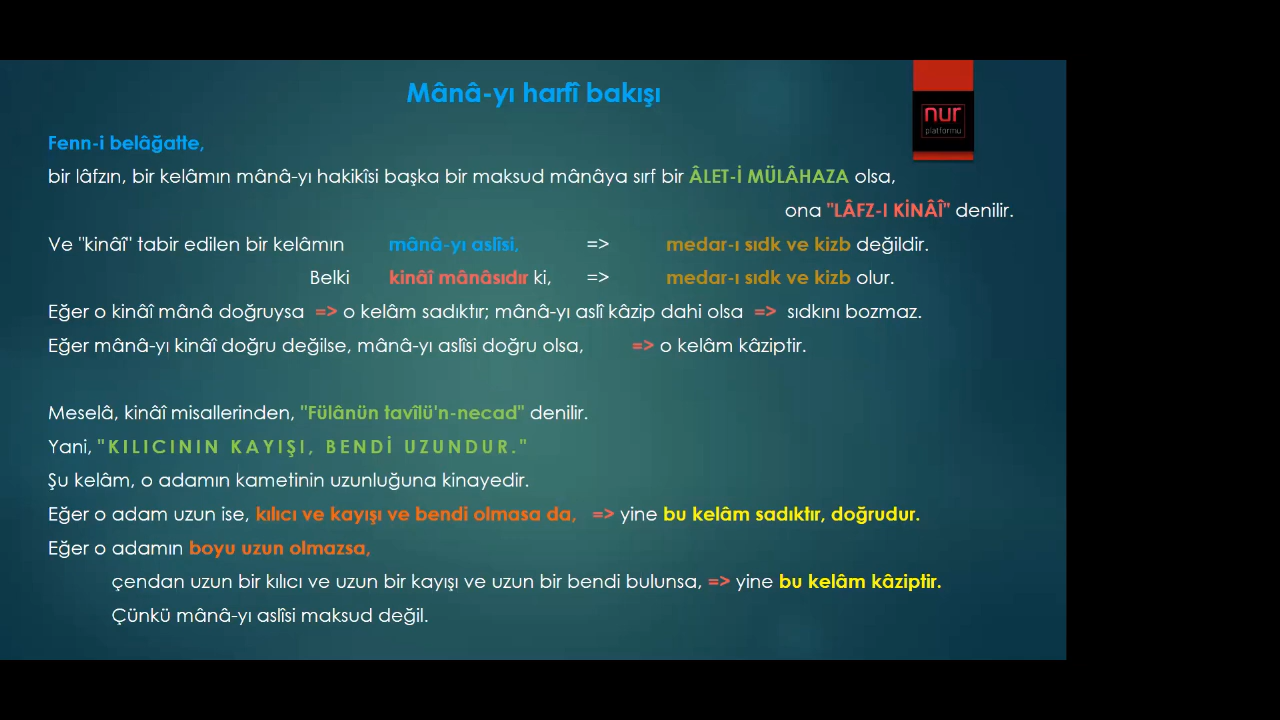 Mânâ-yı harfî bakışı
nur
platformu
Fenn-i belâğatte,
bir lâfzın, bir kelâmın mânâ-yı hakikîsi başka bir maksud mânâya sırf bir ÂLET-İ MÜLÂHAZA olsa,
ona "LÂFZ-I KİNÂÎ" denilir.
Ve "kinâî" tabir edilen bir kelâmın mânâ-yı aslîsi, => medar-ı sıdk ve kizb değildir.
Belki kinâî mânâsıdır ki, => medar-ı sıdk ve kizb olur.
Eğer o kinâî mânâ doğruysa => o kelâm sadıktır; mânâ-yı aslî kâzip dahi olsa => sıdkını bozmaz.
Eğer mânâ-yı kinâî doğru değilse, mânâ-yı aslîsi doğru olsa, => o kelâm kâziptir.
Meselâ, kinâî misallerinden, "Fülânün tavîlü'n-necad" denilir.
Yani, "KILICININ KAYIŞI, BENDİ UZUNDUR."
Şu kelâm, o adamın kametinin uzunluğuna kinayedir.
Eğer o adam uzun ise, kılıcı ve kayışı ve bendi olmasa da, => yine bu kelâm sadıktır, doğrudur.
Eğer o adamın boyu uzun olmazsa,
çendan uzun bir kılıcı ve uzun bir kayışı ve uzun bir bendi bulunsa, => yine bu kelâm kâziptir.
Çünkü mânâ-yı aslîsi maksud değil.